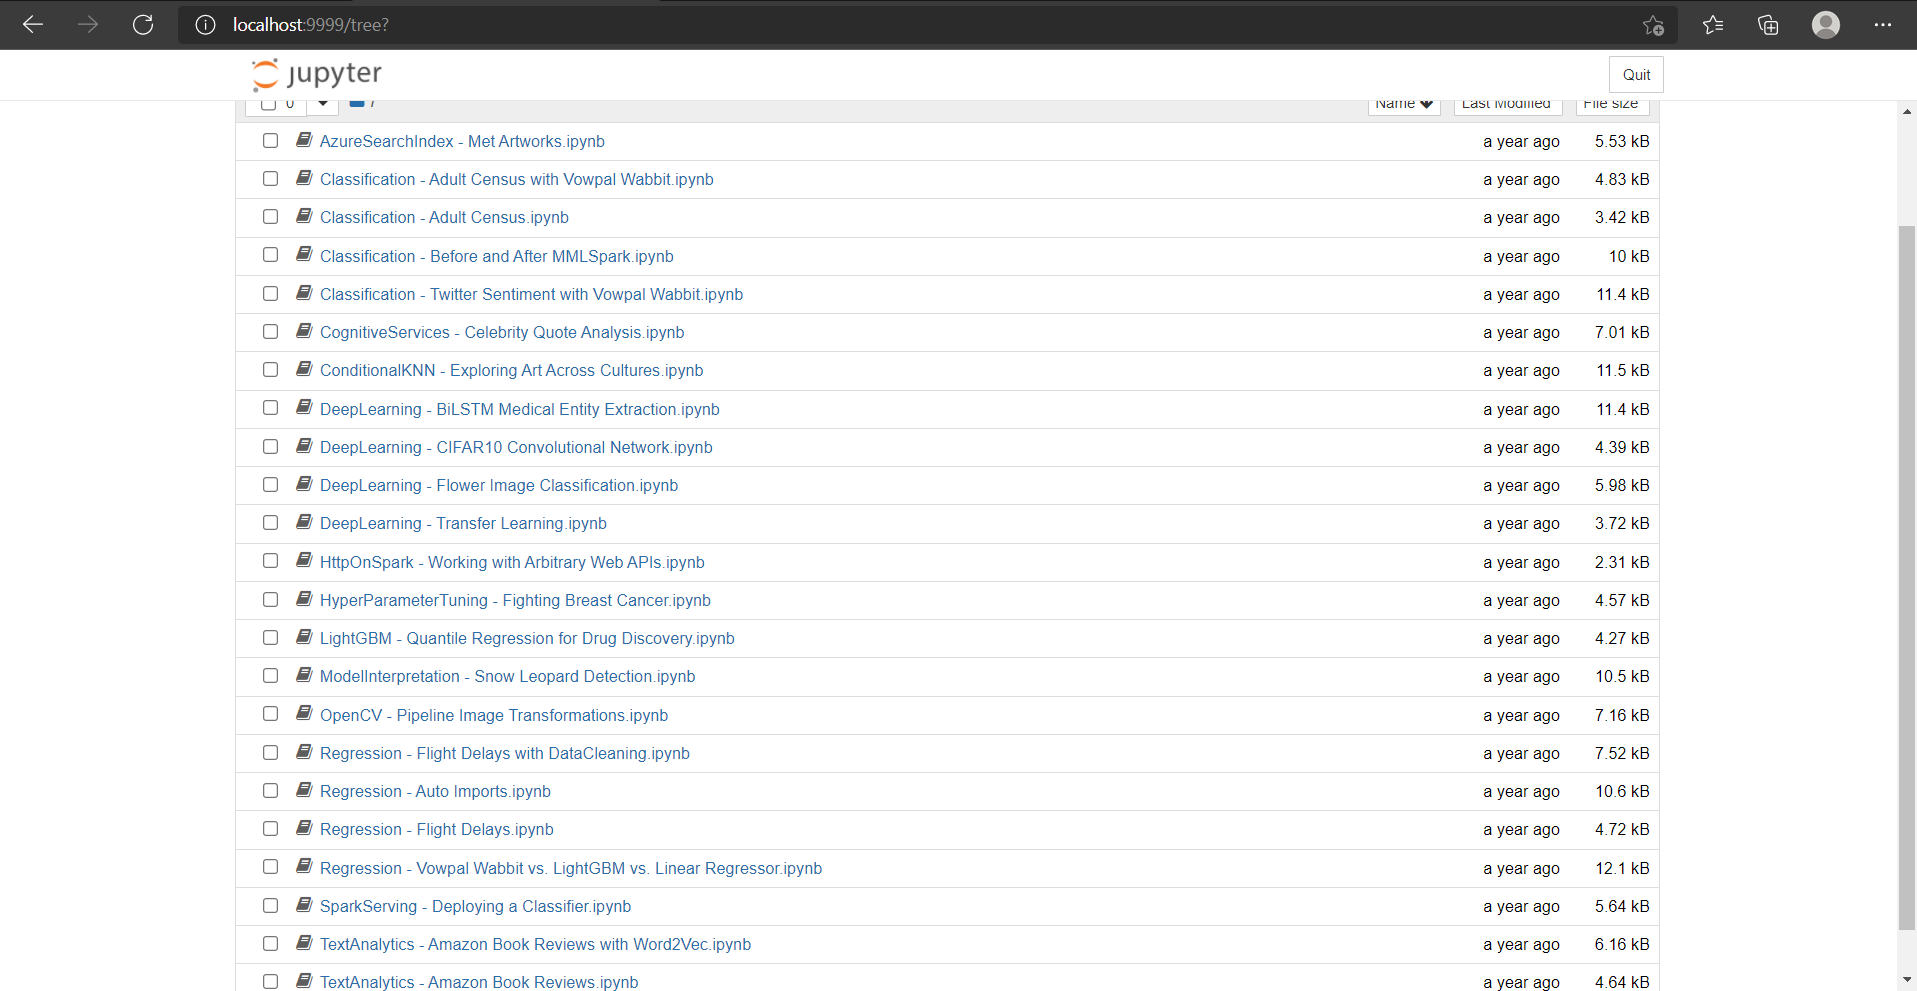 localhost:9999/tree?
jupyter
Quit
0
/
Name
Last Modified
File size
AzureSearchIndex - Met Artworks.ipynb a year ago 5.53 kB
Classification - Adult Census with Vowpal Wabbit.ipynb a year ago 4.83 kB
Classification - Adult Census.ipynb a year ago 3.42 kB
Classification - Before and After MMLSpark.ipynb a year ago 10 kB
Classification - Twitter Sentiment with Vowpal Wabbit.ipynb a year ago 11.4 kB
CognitiveServices - Celebrity Quote Analysis.ipynb a year ago 7.01 kB
ConditionalKNN - Exploring Art Across Cultures.ipynb a year ago 11.5 kB
DeepLearning - BiLSTM Medical Entity Extraction.ipynb a year ago 11.4 kB
DeepLearning - CIFAR10 Convolutional Network.ipynb a year ago 4.39 kB
DeepLearning - Flower Image Classification.ipynb a year ago 5.98 kB
DeepLearning - Transfer Learning.ipynb a year ago 3.72 kB
HttpOnSpark - Working with Arbitrary Web APIs.ipynb a year ago 2.31 kB
HyperParameterTuning - Fighting Breast Cancer.ipynb a year ago 4.57 kB
LightGBM - Quantile Regression for Drug Discovery.ipynb a year ago 4.27 kB
ModelInterpretation - Snow Leopard Detection.ipynb a year ago 10.5 kB
OpenCV - Pipeline Image Transformations.ipynb a year ago 7.16 kB
Regression - Flight Delays with DataCleaning.ipynb a year ago 7.52 kB
Regression - Auto Imports.ipynb a year ago 10.6 kB
Regression - Flight Delays.ipynb a year ago 4.72 kB
Regression - Vowpal Wabbit vs. LightGBM vs. Linear Regressor.ipynb a year ago 12.1 kB
SparkServing - Deploying a Classifier.ipynb a year ago 5.64 kB
TextAnalytics - Amazon Book Reviews with Word2Vec.ipynb a year ago 6.16 kB
TextAnalytics - Amazon Book Reviews.ipynb a year ago 4.64 kB